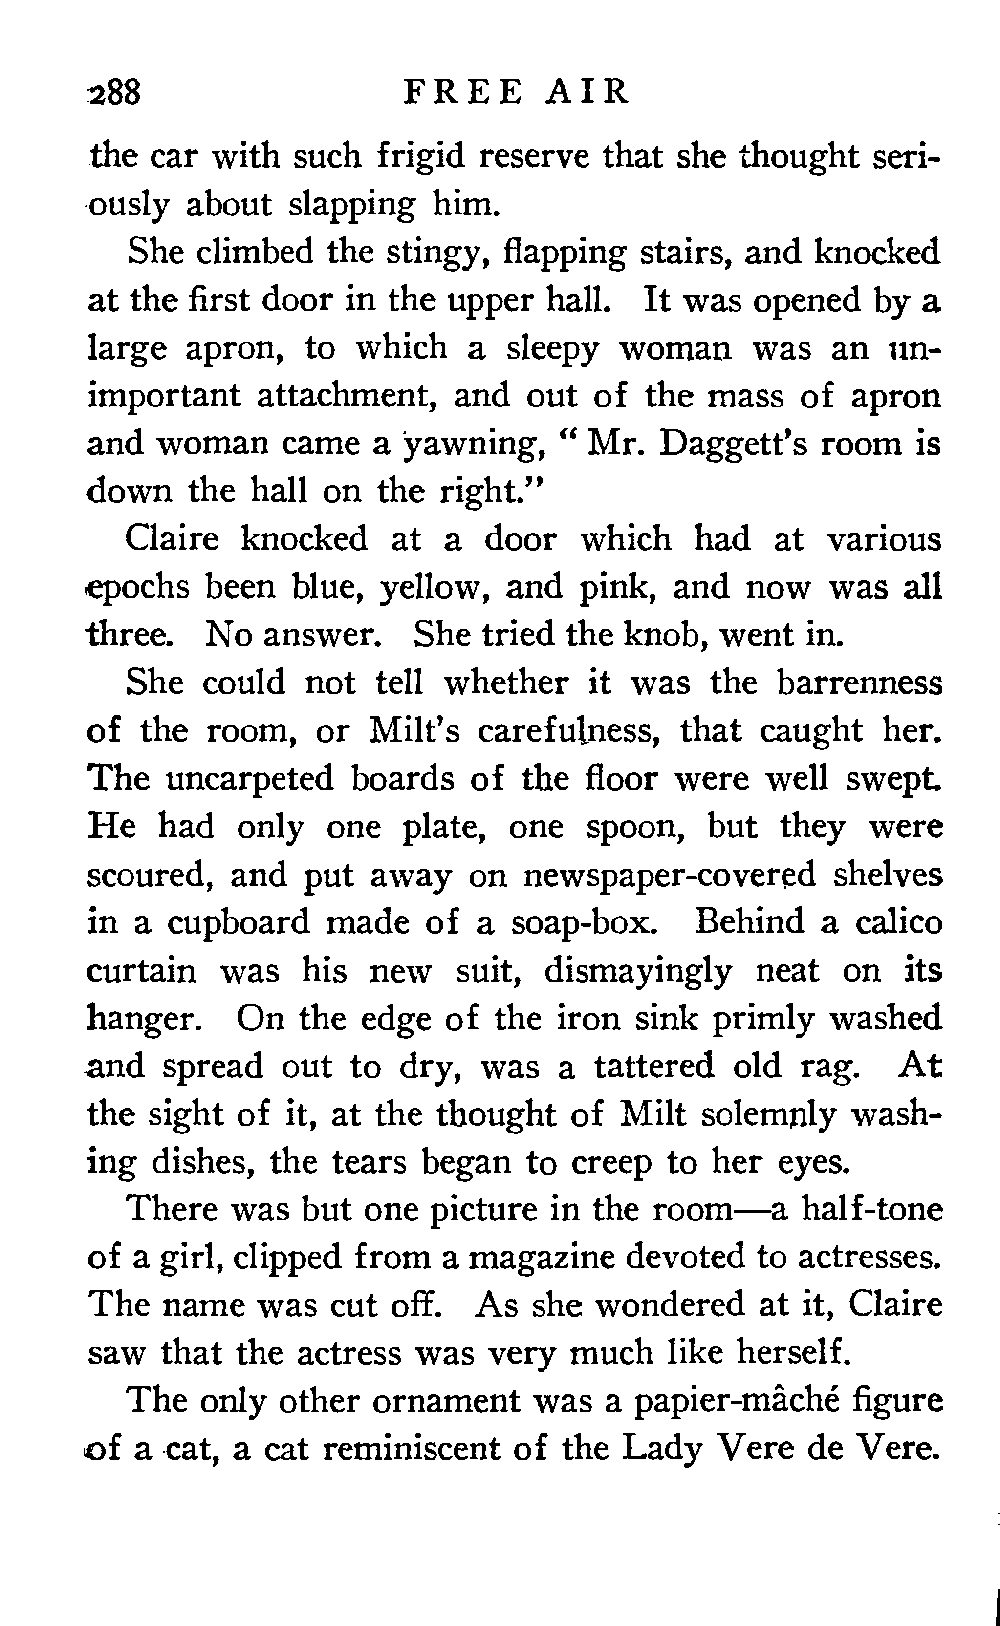 288 FREE AIR
the car with such frigid reserve that she thought seri-
ously about slapping him.
She climbed the stingy, flapping stairs, and knocked
at the first door in the upper hall. It was opened by a
large apron, to which a sleepy woman was an un-
important attachment, and out of the mass of apron
and woman came a yawning, “ Mr. Daggett’s room is
down the hall on the right.”
Claire knocked at a door which had at various
epochs been blue, yellow, and pink, and now was all
three. No answer. She tried the knob, went in.
She could not tell whether it was the barrenness
of the room, or Milt’s carefulness, that caught her.
The uncarpeted boards of the floor were well swept.
He had only one plate, one spoon, but they were
scoured, and put away on newspaper-covered shelves
in a cupboard made of a soap-box. Behind a calico
curtain was his new suit, dismayingly neat on its
hanger. On the edge of the iron sink primly washed
and spread out to dry, was a tattered old rag. At
the sight of it, at the thought of Milt solemnly wash-
ing dishes, the tears began to creep to her eyes.
There was but one picture in the room—a half-tone
of a girl, clipped from a magazine devoted to actresses.
The name was cut off. As she wondered at it, Claire
saw that the actress was very much like herself.
The only other ornament was a papier-mâché figure
of a cat, a cat reminiscent of the Lady Vere de Vere.